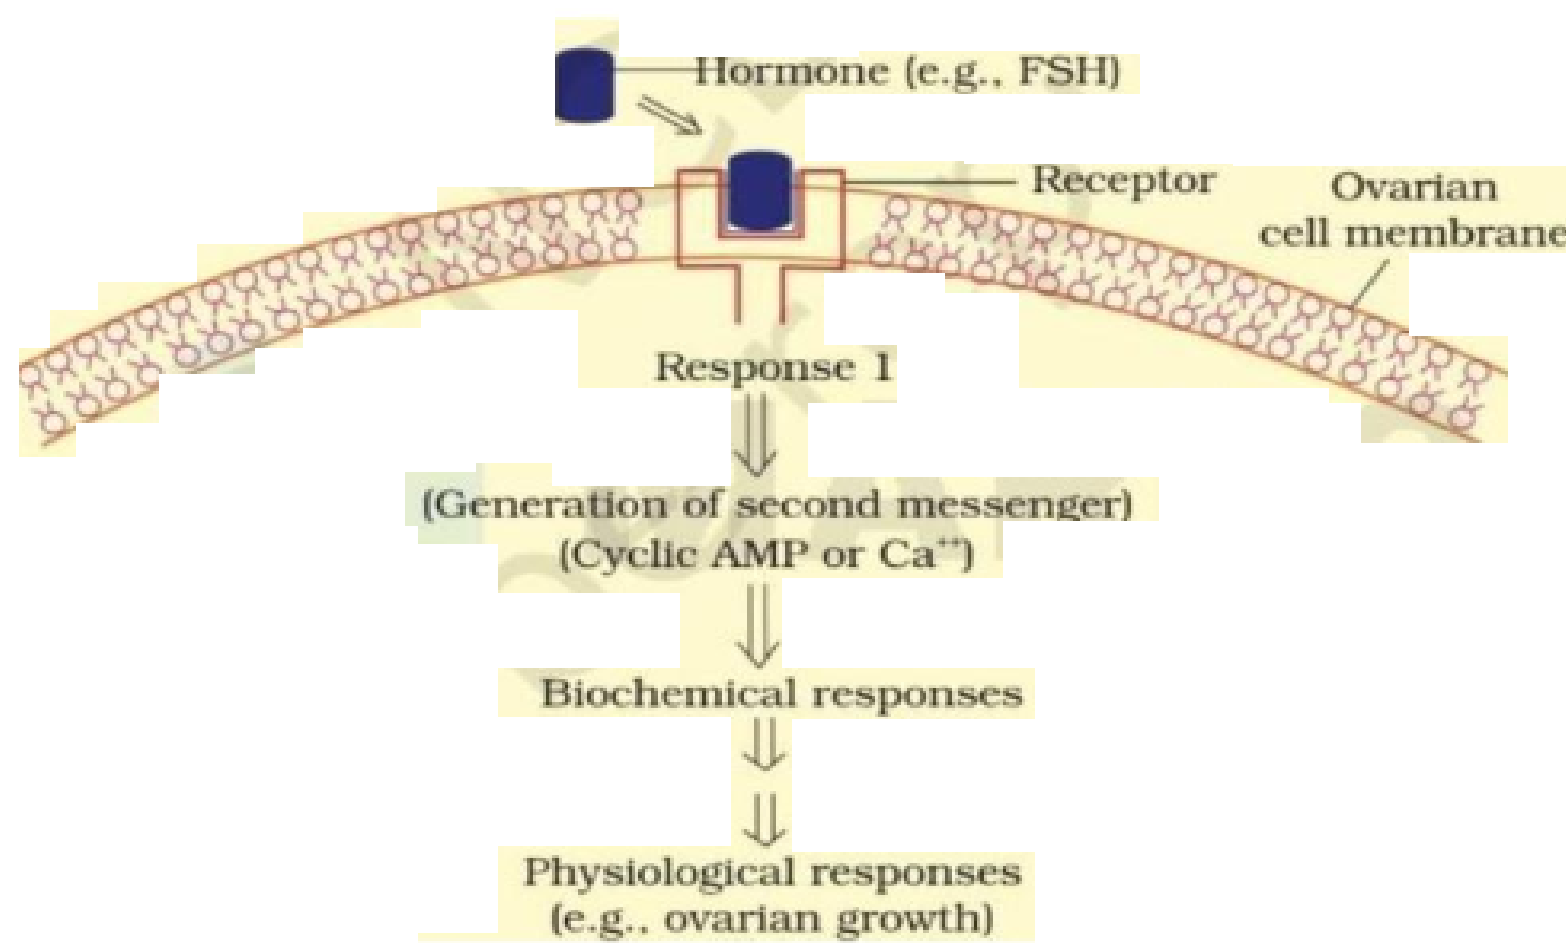 Hormone (e.g., FSH)
Receptor
Ovarian
cell membrane
Response 1
(Generation of second messenger)
(Cyclic AMP or Ca⁺⁺)
Biochemical responses
Physiological responses
(e.g., ovarian growth)